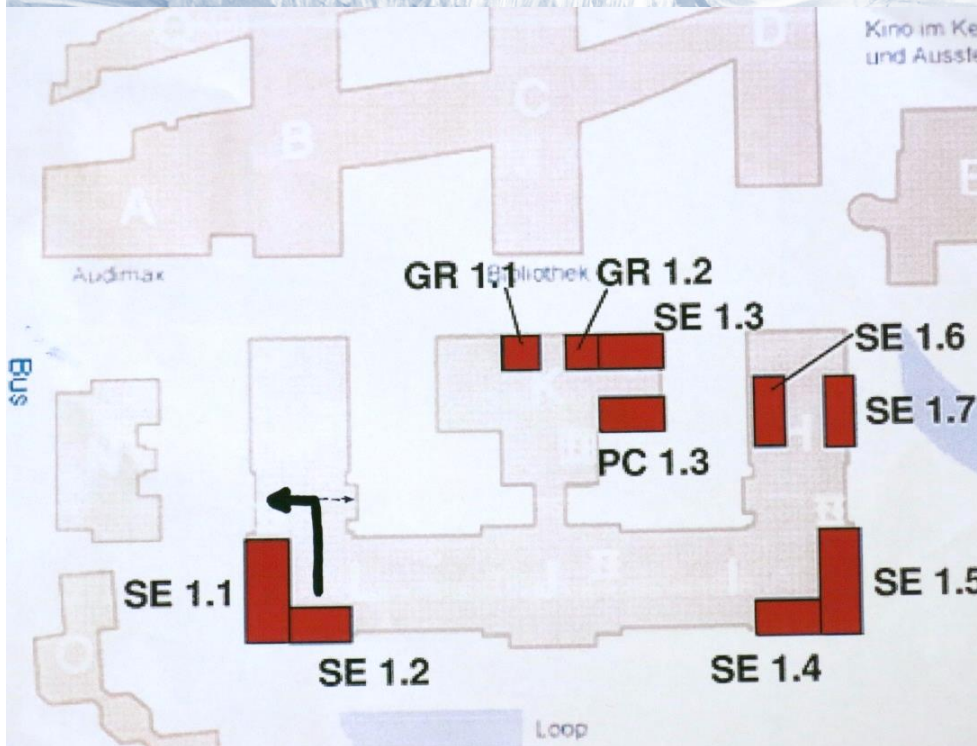 Kino im Ke
und Ausste
D
C
B
A
E
Audimax
Bibliothek
GR 1.1
GR 1.2
SE 1.3
SE 1.6
SE 1.7
Bus
K
H
PC 1.3
SE 1.1
SE 1.5
SE 1.2
SE 1.4
O
Loop